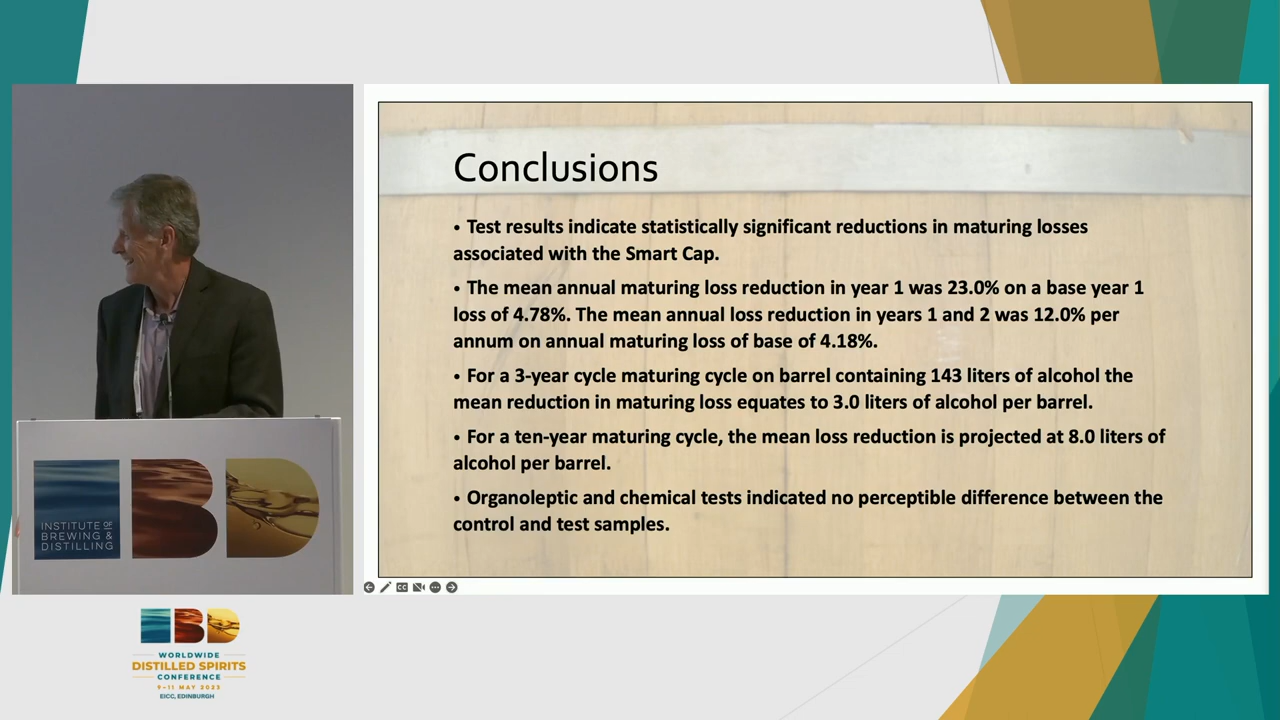 Conclusions
• Test results indicate statistically significant reductions in maturing losses
associated with the Smart Cap.
• The mean annual maturing loss reduction in year 1 was 23.0% on a base year 1
loss of 4.78%. The mean annual loss reduction in years 1 and 2 was 12.0% per
annum on annual maturing loss of base of 4.18%.
• For a 3-year cycle maturing cycle on barrel containing 143 liters of alcohol the
mean reduction in maturing loss equates to 3.0 liters of alcohol per barrel.
• For a ten-year maturing cycle, the mean loss reduction is projected at 8.0 liters of
alcohol per barrel.
• Organoleptic and chemical tests indicated no perceptible difference between the
control and test samples.
INSTITUTE OF
BREWING &
DISTILLING
IBD
CC
IBD
WORLDWIDE
DISTILLED SPIRITS
CONFERENCE
9-11 MAY 2023
EICC, EDINBURGH